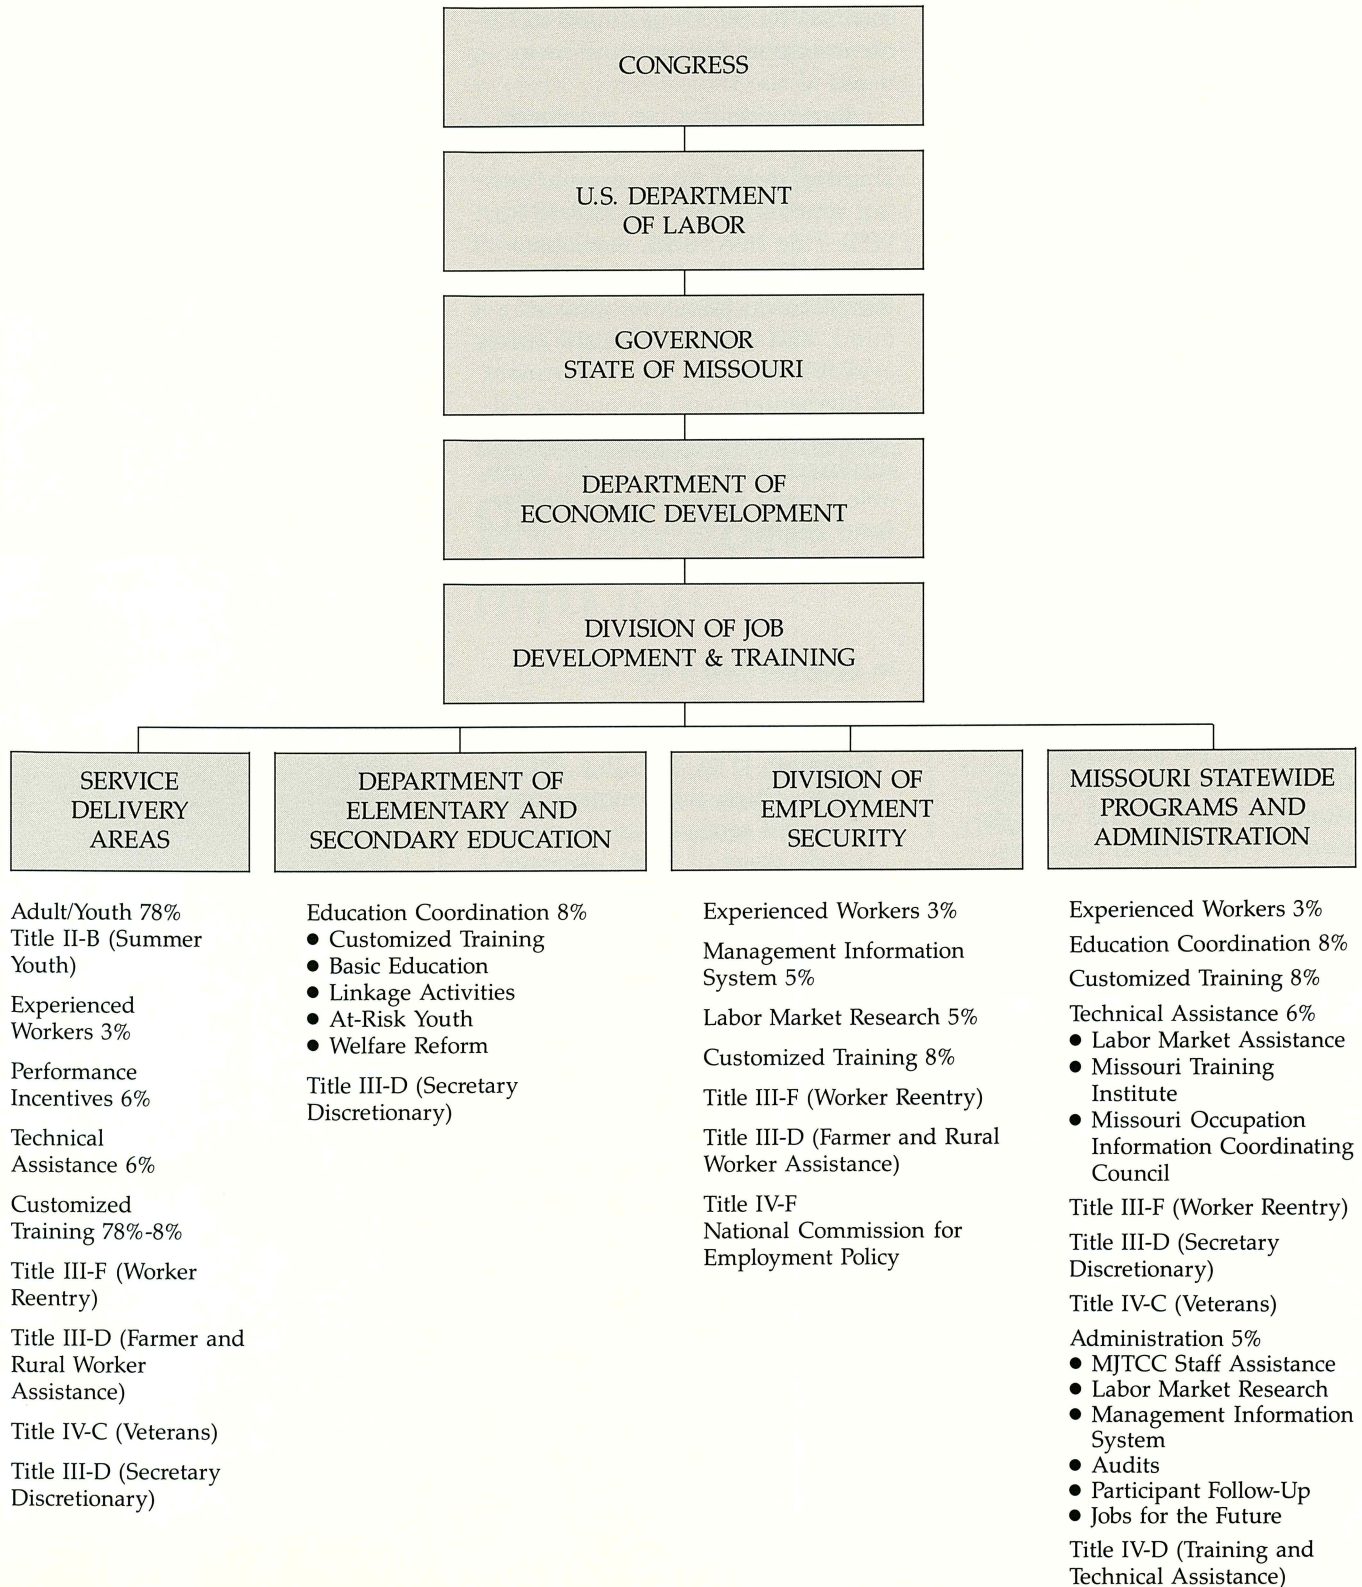 CONGRESS
U.S. DEPARTMENT
OF LABOR
GOVERNOR
STATE OF MISSOURI
DEPARTMENT OF
ECONOMIC DEVELOPMENT
DIVISION OF JOB
DEVELOPMENT & TRAINING
SERVICE
DELIVERY
AREAS
Adult/Youth 78%
Title II-B (Summer
Youth)
Experienced
Workers 3%
Performance
Incentives 6%
Technical
Assistance 6%
Customized
Training 78%-8%
Title III-F (Worker
Reentry)
Title III-D (Farmer and
Rural Worker
Assistance)
Title IV-C (Veterans)
Title III-D (Secretary
Discretionary)
DEPARTMENT OF
ELEMENTARY AND
SECONDARY EDUCATION
Education Coordination 8%
● Customized Training
● Basic Education
● Linkage Activities
● At-Risk Youth
● Welfare Reform
Title III-D (Secretary
Discretionary)
DIVISION OF
EMPLOYMENT
SECURITY
Experienced Workers 3%
Management Information
System 5%
Labor Market Research 5%
Customized Training 8%
Title III-F (Worker Reentry)
Title III-D (Farmer and Rural
Worker Assistance)
Title IV-F
National Commission for
Employment Policy
MISSOURI STATEWIDE
PROGRAMS AND
ADMINISTRATION
Experienced Workers 3%
Education Coordination 8%
Customized Training 8%
Technical Assistance 6%
● Labor Market Assistance
● Missouri Training
Institute
● Missouri Occupation
Information Coordinating
Council
Title III-F (Worker Reentry)
Title III-D (Secretary
Discretionary)
Title IV-C (Veterans)
Administration 5%
● MJTCC Staff Assistance
● Labor Market Research
● Management Information
System
● Audits
● Participant Follow-Up
● Jobs for the Future
Title IV-D (Training and
Technical Assistance)